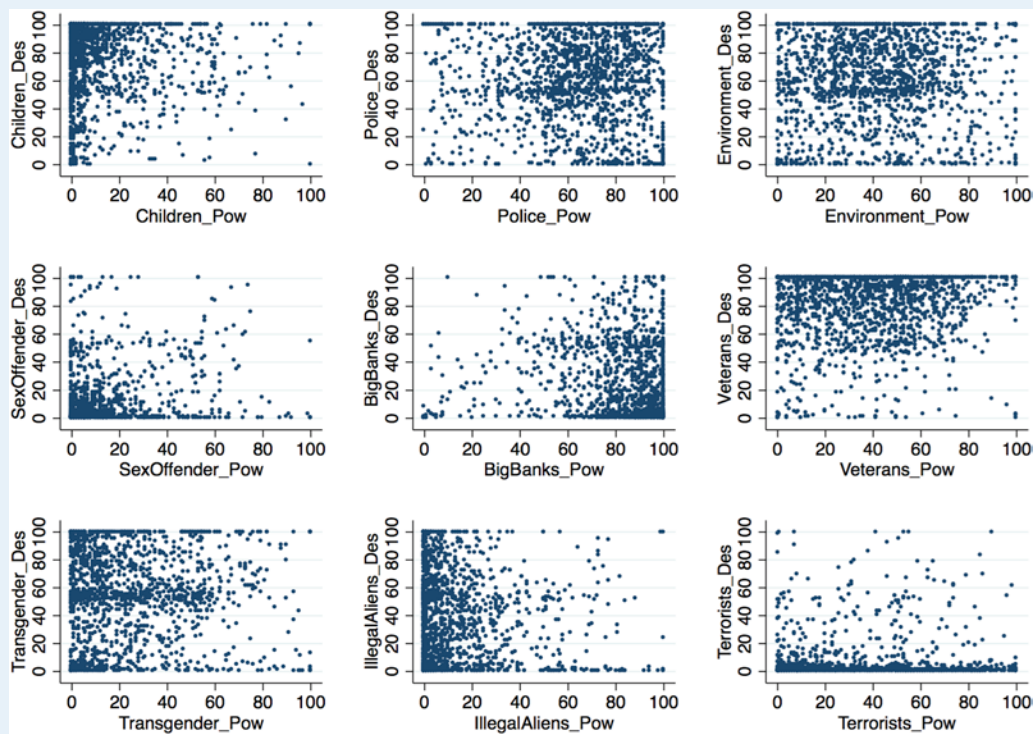 Children_Des
0 20 40 60 80 100
0 20 40 60 80 100
Children_Pow
Police_Des
0 20 40 60 80 100
0 20 40 60 80 100
Police_Pow
Environment_Des
0 20 40 60 80 100
0 20 40 60 80 100
Environment_Pow
SexOffender_Des
0 20 40 60 80 100
0 20 40 60 80 100
SexOffender_Pow
BigBanks_Des
0 20 40 60 80 100
0 20 40 60 80 100
BigBanks_Pow
Veterans_Des
0 20 40 60 80 100
0 20 40 60 80 100
Veterans_Pow
Transgender_Des
0 20 40 60 80 100
0 20 40 60 80 100
Transgender_Pow
IllegalAliens_Des
0 20 40 60 80 100
0 20 40 60 80 100
IllegalAliens_Pow
Terrorists_Des
0 20 40 60 80 100
0 20 40 60 80 100
Terrorists_Pow